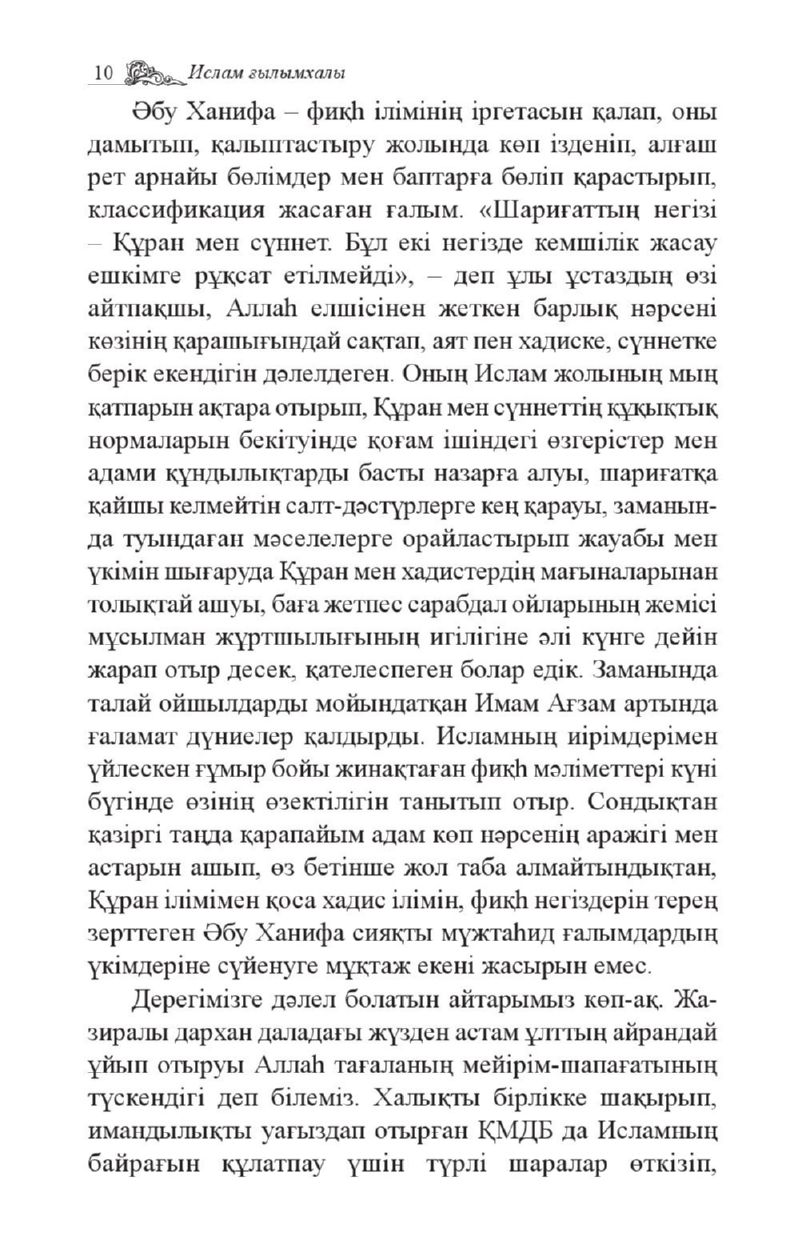 10 Ислам ғылымхалы
Әбу Ханифа – фиқһ ілімінің іргетасын қалап, оны
дамытып, қалыптастыру жолында көп ізденіп, алғаш
рет арнайы бөлімдер мен баптарға бөліп қарастырып,
классификация жасаған ғалым. «Шариғаттың негізі
– Құран мен сүннет. Бұл екі негізде кемшілік жасау
ешкімге рұқсат етілмейді», – деп ұлы ұстаздың өзі
айтпақшы, Аллаһ елшісінен жеткен барлық нәрсені
көзінің қарашығындай сақтап, аят пен хадиске, сүннетке
берік екендігін дәлелдеген. Оның Ислам жолының мың
қатпарын ақтара отырып, Құран мен сүннеттің құқықтық
нормаларын бекітуінде қоғам ішіндегі өзгерістер мен
адами құндылықтарды басты назарға алуы, шариғатқа
қайшы келмейтін салт-дәстүрлерге кең қарауы, заманын-
да туындаған мәселелерге орайластырып жауабы мен
үкімін шығаруда Құран мен хадистердің мағыналарынан
толықтай ашуы, баға жетпес сарабдал ойларының жемісі
мұсылман жұртшылығының игілігіне әлі күнге дейін
жарап отыр десек, қателеспеген болар едік. Заманында
талай ойшылдарды мойындатқан Имам Ағзам артында
ғаламат дүниелер қалдырды. Исламның иірімдерімен
үйлескен ғұмыр бойы жинақтаған фиқһ мәліметтері күні
бүгінде өзінің өзектілігін танытып отыр. Сондықтан
қазіргі таңда қарапайым адам көп нәрсенің аражігі мен
астарын ашып, өз бетінше жол таба алмайтындықтан,
Құран ілімімен қоса хадис ілімін, фиқһ негіздерін терең
зерттеген Әбу Ханифа сияқты мүжтаһид ғалымдардың
үкімдеріне сүйенуге мұқтаж екені жасырын емес.
Дерегімізге дәлел болатын айтарымыз көп-ақ. Жа-
зиралы дархан даладағы жүзден астам ұлттың айрандай
ұйып отыруы Аллаһ тағаланың мейірім-шапағатының
түскендігі деп білеміз. Халықты бірлікке шақырып,
имандылықты уағыздап отырған ҚМДБ да Исламның
байрағын құлатпау үшін түрлі шаралар өткізіп,